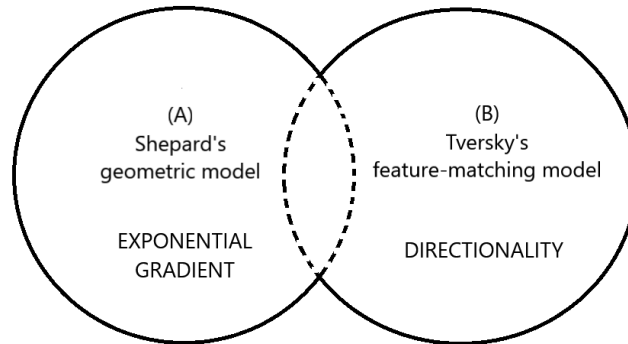 (A)
Shepard's
geometric model
EXPONENTIAL
GRADIENT
(B)
Tversky's
feature-matching model
DIRECTIONALITY